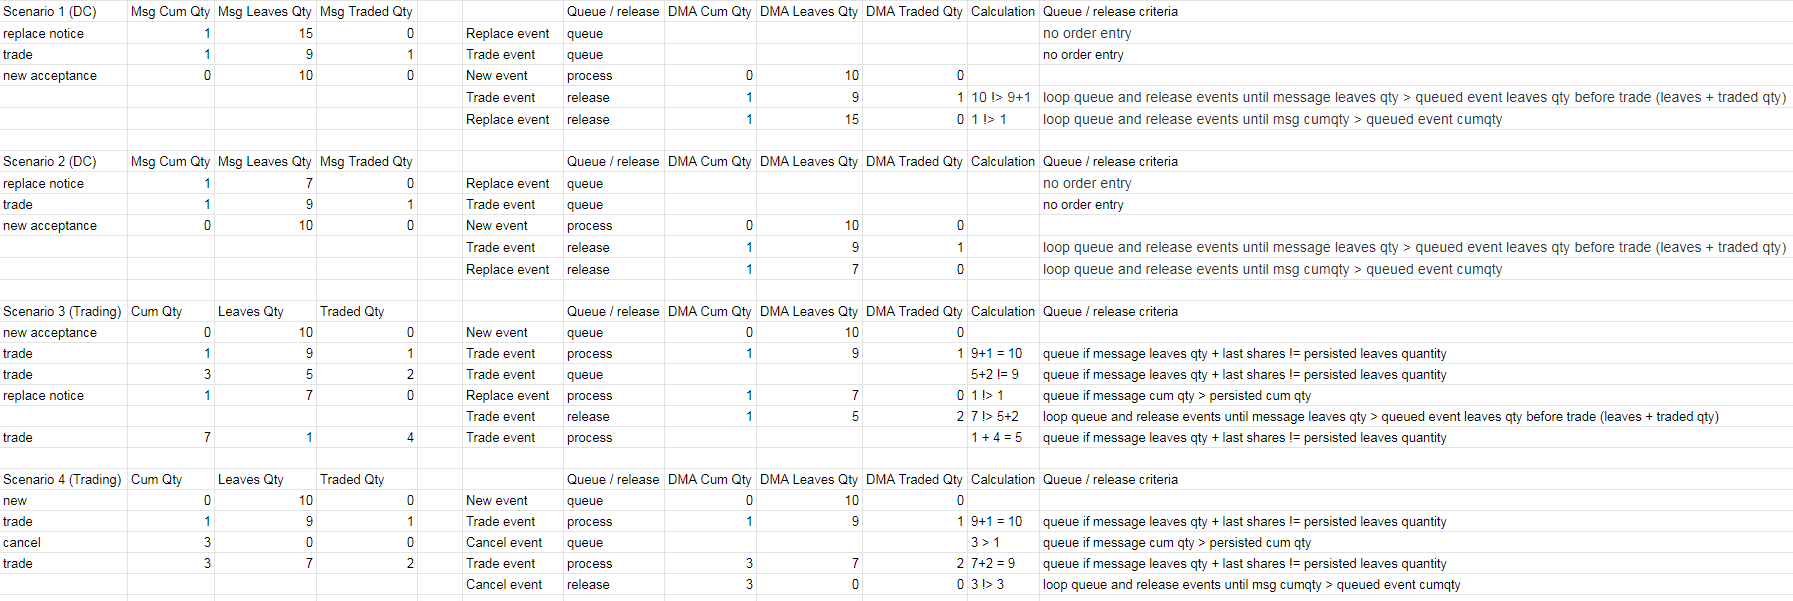 Scenario 1 (DC) Msg Cum Qty Msg Leaves Qty Msg Traded Qty Queue / release DMA Cum Qty DMA Leaves Qty DMA Traded Qty Calculation Queue / release criteria
replace notice 1 15 0 Replace event queue no order entry
trade 1 9 1 Trade event queue no order entry
new acceptance 0 10 0 New event process 0 10 0
Trade event release 1 9 1 10 !> 9+1 loop queue and release events until message leaves qty > queued event leaves qty before trade (leaves + traded qty)
Replace event release 1 15 0 1 !> 1 loop queue and release events until msg cumqty > queued event cumqty
Scenario 2 (DC) Msg Cum Qty Msg Leaves Qty Msg Traded Qty Queue / release DMA Cum Qty DMA Leaves Qty DMA Traded Qty Calculation Queue / release criteria
replace notice 1 7 0 Replace event queue no order entry
trade 1 9 1 Trade event queue no order entry
new acceptance 0 10 0 New event process 0 10 0
Trade event release 1 9 1 loop queue and release events until message leaves qty > queued event leaves qty before trade (leaves + traded qty)
Replace event release 1 7 0 loop queue and release events until msg cumqty > queued event cumqty
Scenario 3 (Trading) Cum Qty Leaves Qty Traded Qty Queue / release DMA Cum Qty DMA Leaves Qty DMA Traded Qty Calculation Queue / release criteria
new acceptance 0 10 0 New event queue 0 10 0
trade 1 9 1 Trade event process 1 9 1 9+1 = 10 queue if message leaves qty + last shares != persisted leaves quantity
trade 3 5 2 Trade event queue 5+2 != 9 queue if message leaves qty + last shares != persisted leaves quantity
replace notice 1 7 0 Replace event process 1 7 0 1 !> 1 queue if message cum qty > persisted cum qty
Trade event release 1 5 2 7 !> 5+2 loop queue and release events until message leaves qty > queued event leaves qty before trade (leaves + traded qty)
trade 7 1 4 Trade event process 1 + 4 = 5 queue if message leaves qty + last shares != persisted leaves quantity
Scenario 4 (Trading) Cum Qty Leaves Qty Traded Qty Queue / release DMA Cum Qty DMA Leaves Qty DMA Traded Qty Calculation Queue / release criteria
new 0 10 0 New event queue 0 10 0
trade 1 9 1 Trade event process 1 9 1 9+1 = 10 queue if message leaves qty + last shares != persisted leaves quantity
cancel 3 0 0 Cancel event queue 3 > 1 queue if message cum qty > persisted cum qty
trade 3 7 2 Trade event process 3 7 2 7+2 = 9 queue if message leaves qty + last shares != persisted leaves quantity
Cancel event release 3 0 0 3 !> 3 loop queue and release events until msg cumqty > queued event cumqty